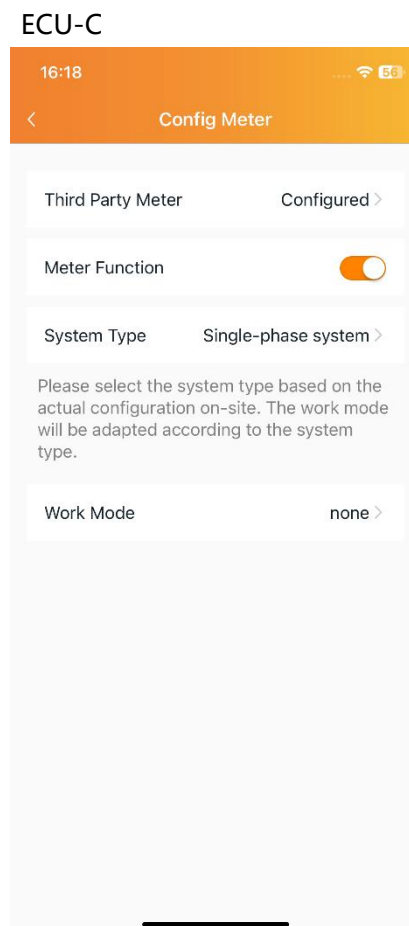 ECU-C
16:18
56
Config Meter
Third Party Meter Configured
Meter Function
System Type Single-phase system
Please select the system type based on the
actual configuration on-site. The work mode
will be adapted according to the system
type.
Work Mode none